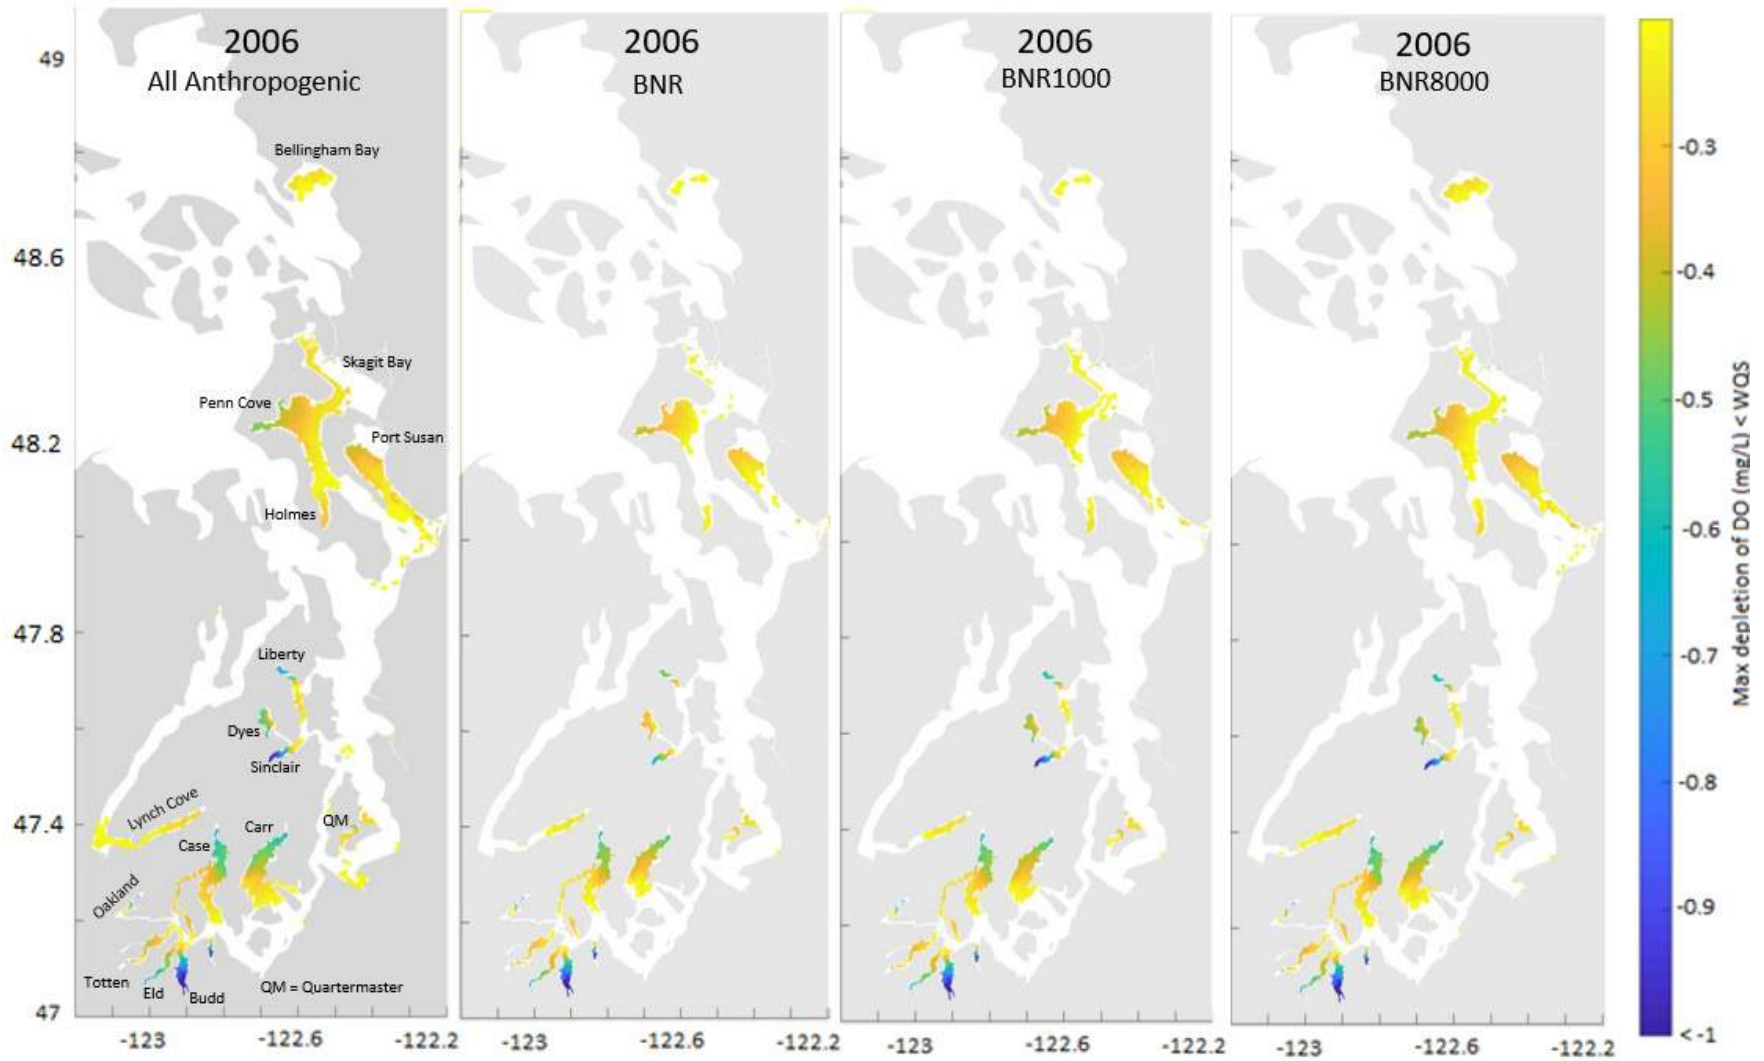 2006
All Anthropogenic
2006
BNR
2006
BNR1000
2006
BNR8000
49
48.6
48.2
47.8
47.4
47
Bellingham Bay
Skagit Bay
Penn Cove
Port Susan
Holmes
Liberty
Dyes
Sinclair
Lynch Cove
Carr
QM
Case
Oakland
Totten
Eld
Budd
QM = Quartermaster
-123
-122.6
-122.2
-123
-122.6
-122.2
-123
-122.6
-122.2
-123
-122.6
-122.2
-0.3
-0.4
-0.5
-0.6
-0.7
-0.8
-0.9
< -1
Max depletion of DO (mg/L) < WQS